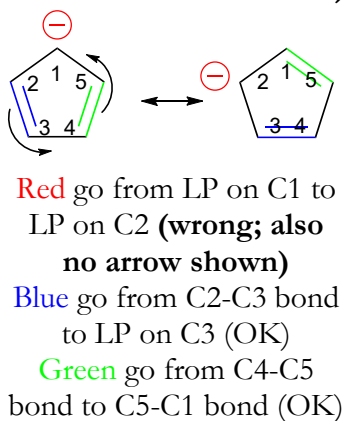 2 1 5
3 4
2 1 5
3 4
Red go from LP on C1 to
LP on C2 (wrong; also
no arrow shown)
Blue go from C2-C3 bond
to LP on C3 (OK)
Green go from C4-C5
bond to C5-C1 bond (OK)